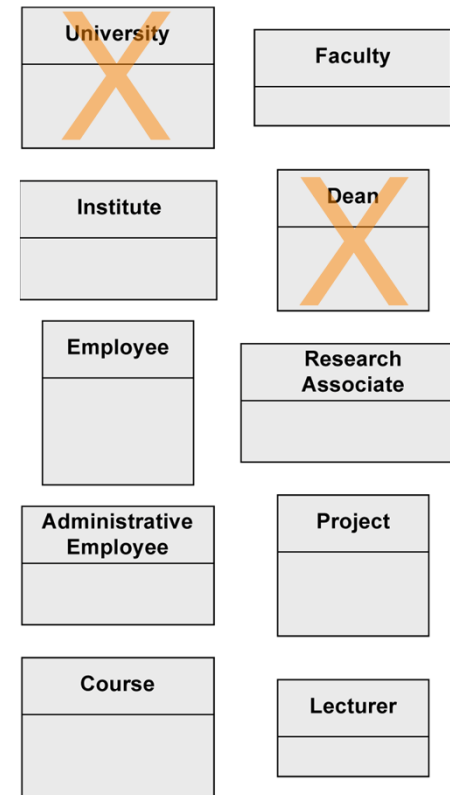 University
Faculty
Institute
Dean
Employee
Research
Associate
Administrative
Employee
Project
Course
Lecturer